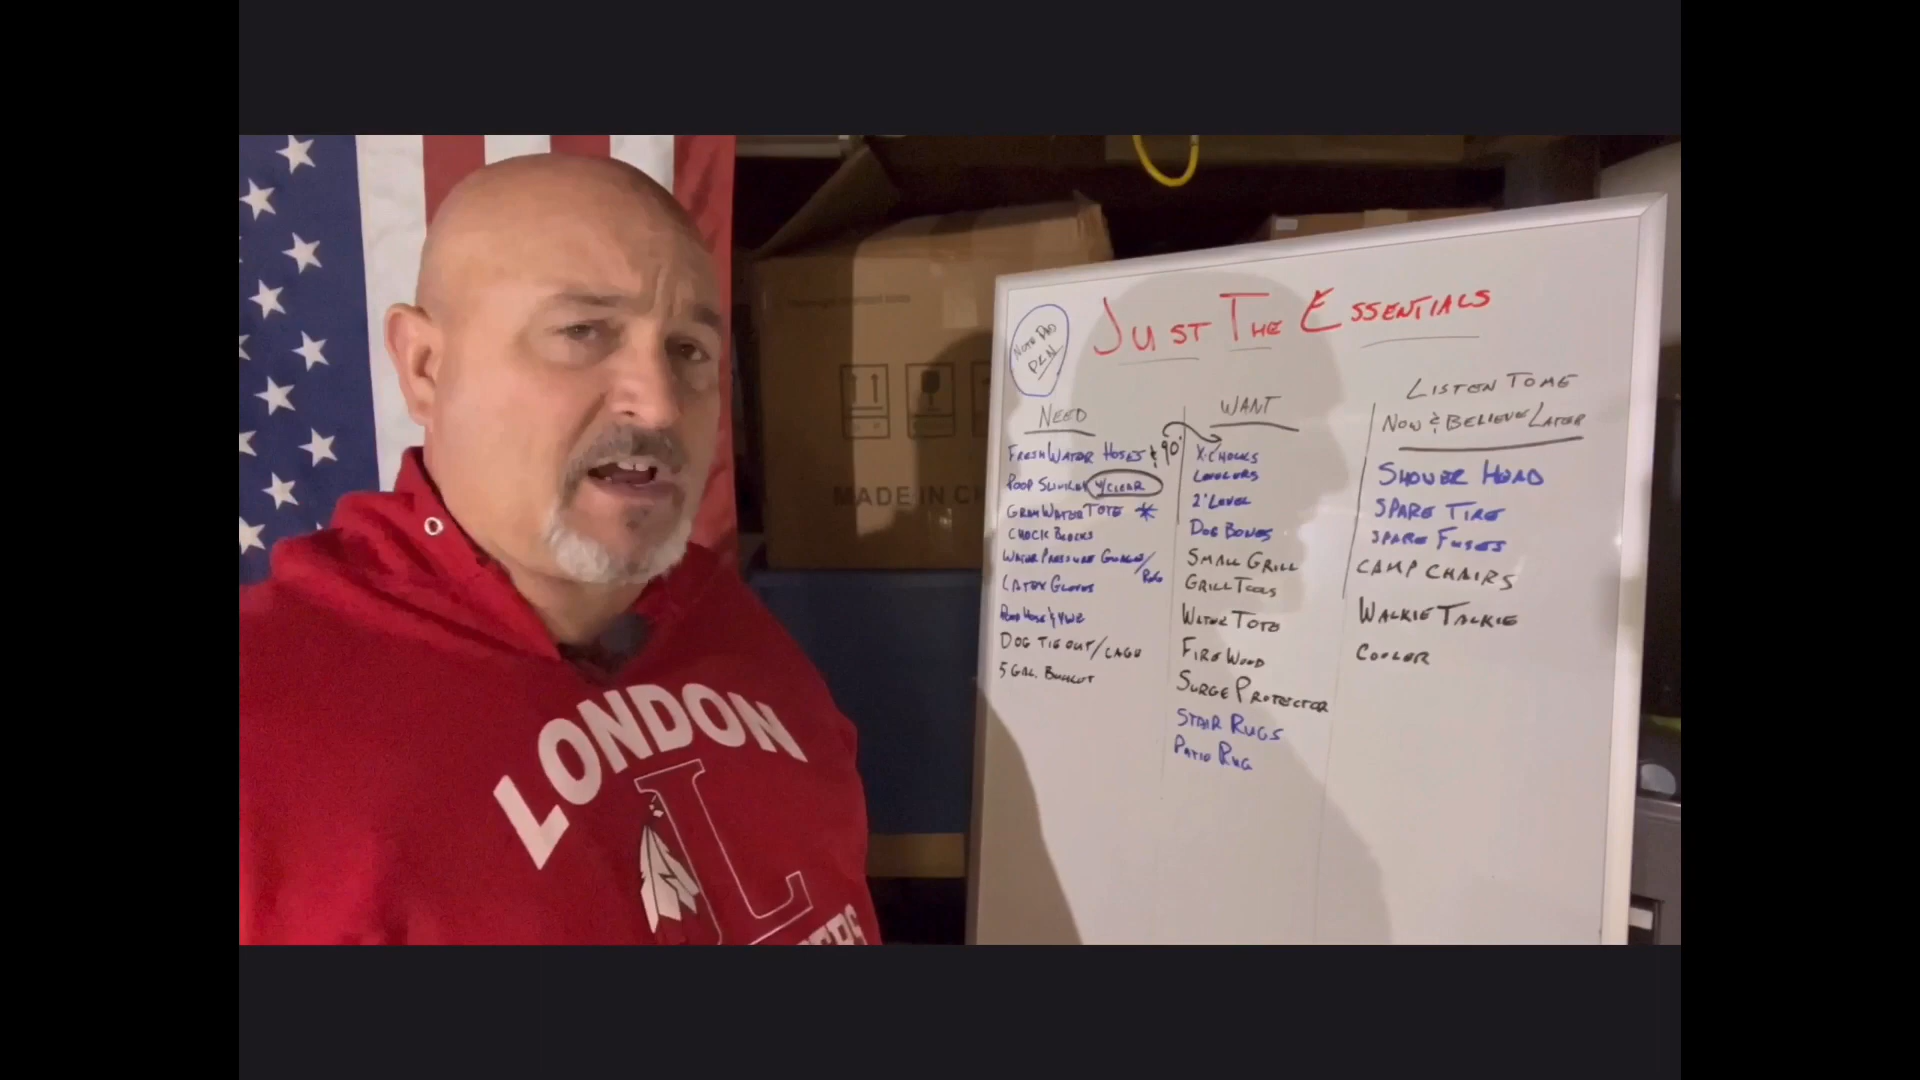 JUST THE ESSENTIALS
NOTE PAD
PEN
NEED
FRESH WATER HOSES & 90°
POOP SLINKY W/CLEAR
GRAY WATER TOTE *
CHOCK BLOCKS
WATER PRESSURE GUAGE/
REG
LATEX GLOVES
DOG TIE OUT/CAGE
5 GAL. BUCKET
WANT
X-CHOCKS
LEVELERS
2' LEVEL
DOG BONES
SMALL GRILL
GRILL TOOLS
WATER TOTE
FIRE WOOD
SURGE PROTECTOR
STAIR RUGS
PATIO RUG
LISTEN TO ME
NOW & BELIEVE LATER
SHOWER HEAD
SPARE TIRE
SPARE FUSES
CAMP CHAIRS
WALKIE TALKIE
COOLER
MADE IN CH
LONDON
L